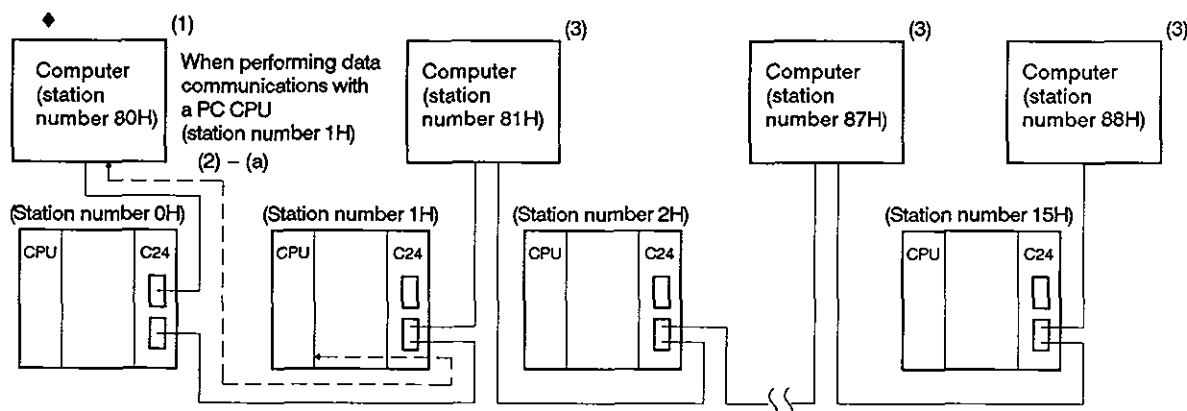 (1)
Computer
(station
number 80H)
When performing data
communications with
a PC CPU
(station number 1H)
(2) – (a)
(3)
Computer
(station
number 81H)
(3)
Computer
(station
number 87H)
(3)
Computer
(station
number 88H)
(Station number 0H)
CPU
C24
(Station number 1H)
CPU
C24
(Station number 2H)
CPU
C24
(Station number 15H)
CPU
C24